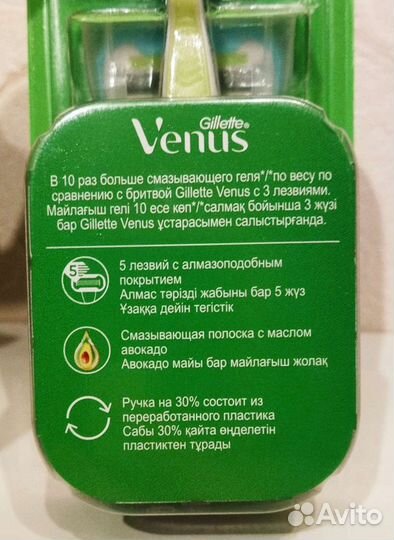 Gillette®
Venus
В 10 раз больше смазывающего геля*/*по весу по
сравнению с бритвой Gillette Venus с 3 лезвиями.
Майлағыш гелі 10 есе көп*/*салмақ бойынша 3 жүзі
бар Gillette Venus ұстарасымен салыстырғанда.
5
5 лезвий с алмазоподобным
покрытием
Алмас тәрізді жабыны бар 5 жүз
Ұзаққа дейін тегістік
Смазывающая полоска с маслом
авокадо
Авокадо майы бар майлағыш жолақ
Ручка на 30% состоит из
переработанного пластика
Сабы 30% қайта өңделетін
пластиктен тұрады
Avito